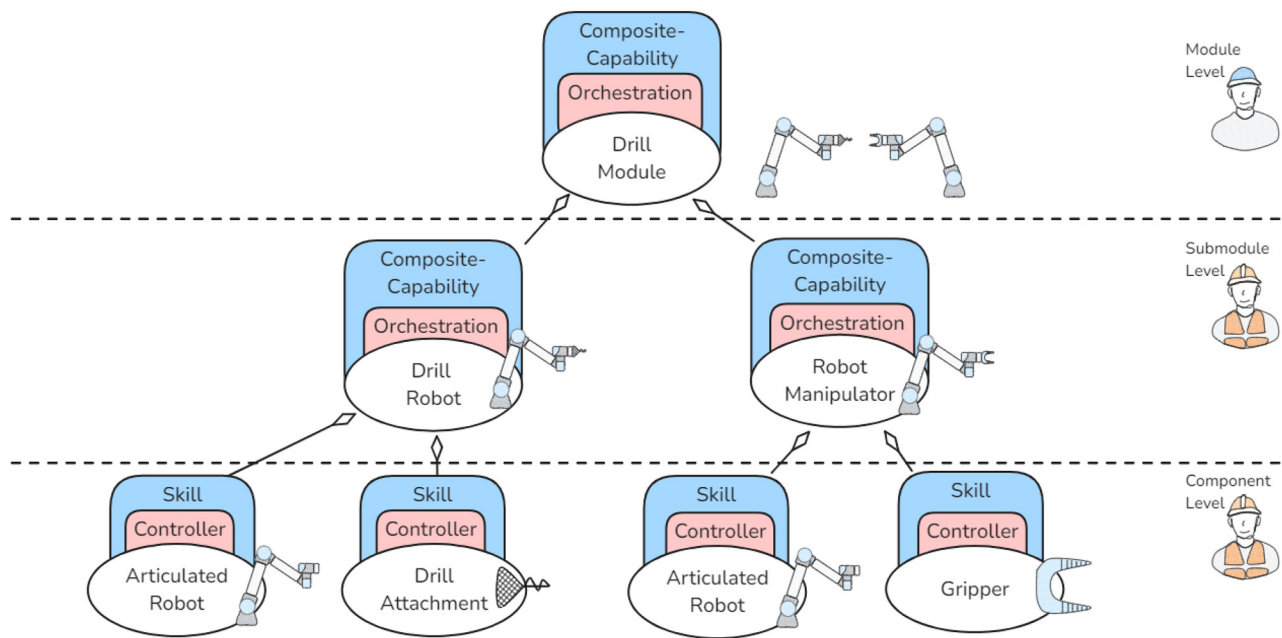 Composite-
Capability
Orchestration
Drill
Module
Module
Level
Composite-
Capability
Orchestration
Drill
Robot
Composite-
Capability
Orchestration
Robot
Manipulator
Submodule
Level
Skill
Controller
Articulated
Robot
Skill
Controller
Drill
Attachment
Skill
Controller
Articulated
Robot
Skill
Controller
Gripper
Component
Level